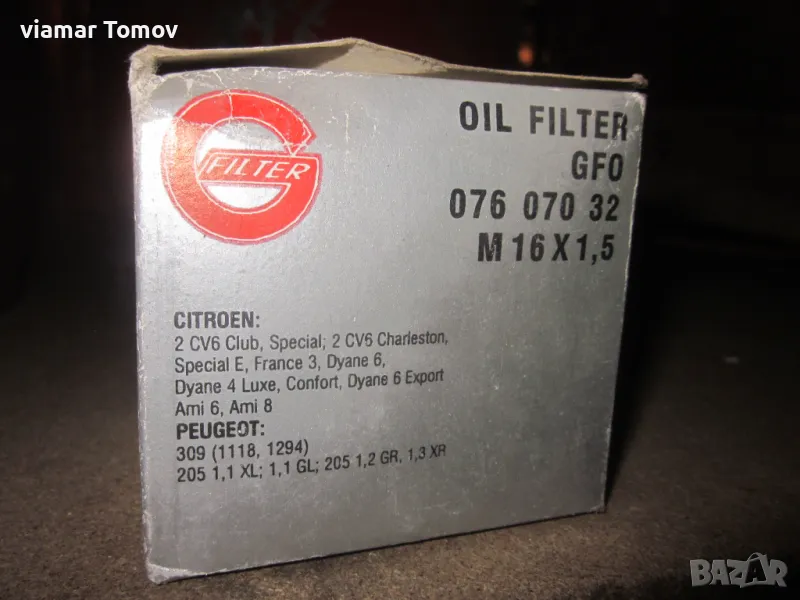 viamar Tomov
FILTER
OIL FILTER
GFO
076 070 32
M 16 X 1,5
CITROEN:
2 CV6 Club, Special; 2 CV6 Charleston,
Special E, France 3, Dyane 6,
Dyane 4 Luxe, Confort, Dyane 6 Export
Ami 6, Ami 8
PEUGEOT:
309 (1118, 1294)
205 1,1 XL; 1,1 GL; 205 1,2 GR, 1,3 XR
BAZAR